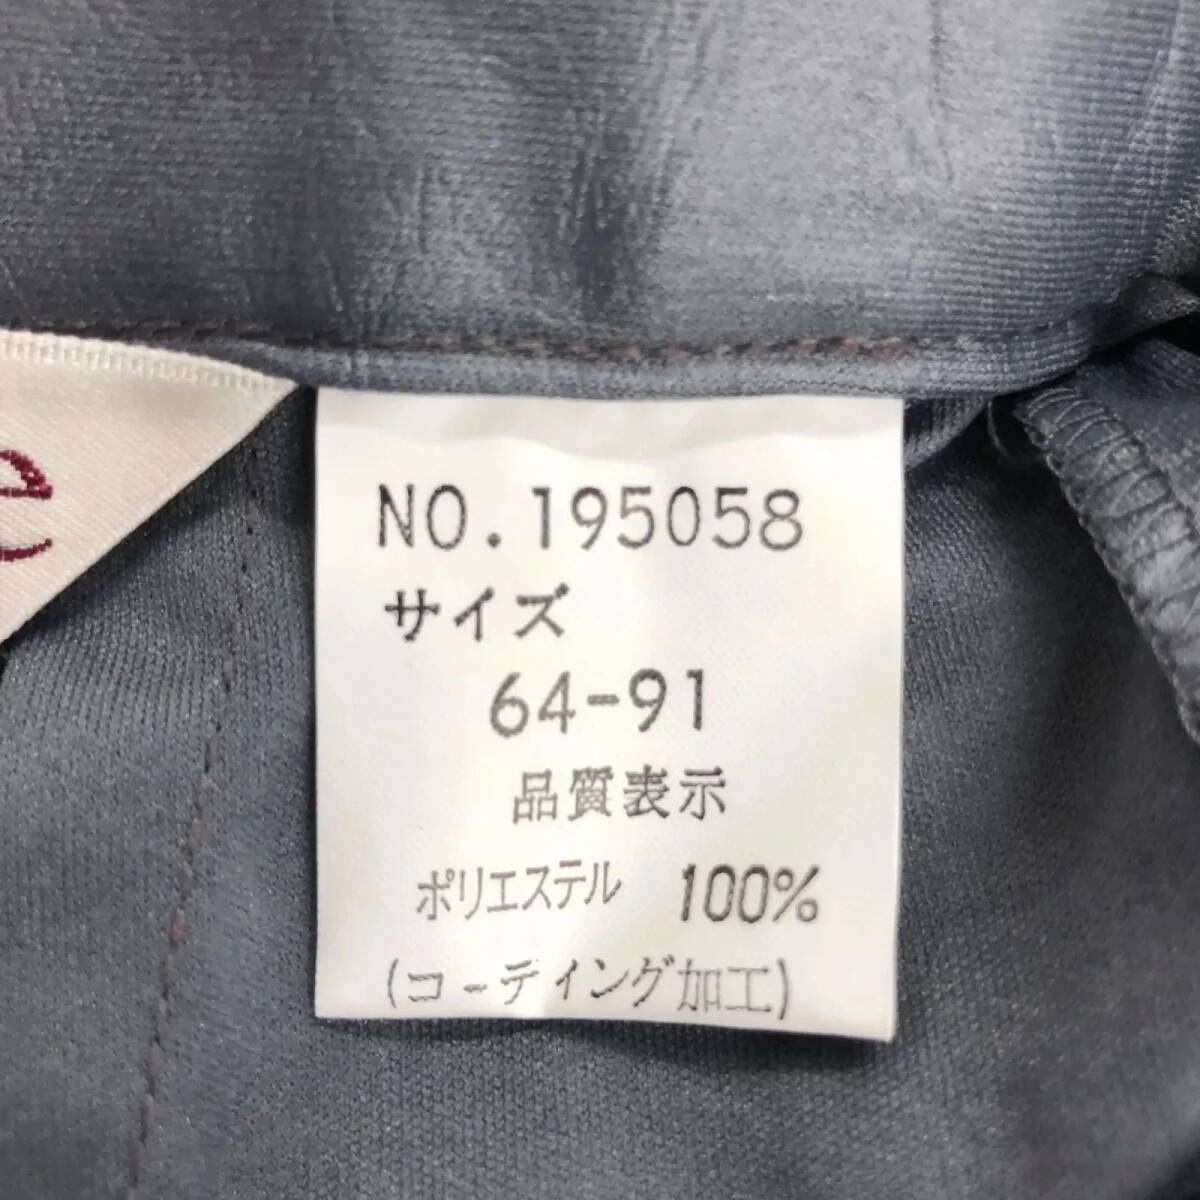 NO.195058
サイズ
64-91
品質表示
ポリエステル 100%
(コーティング加工)